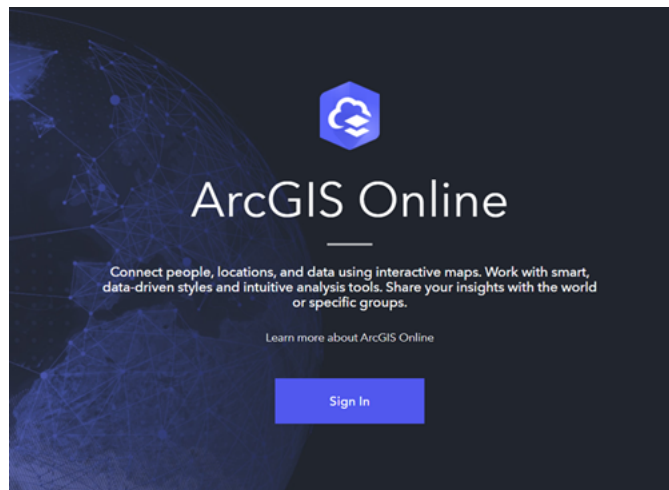 ArcGIS Online
Connect people, locations, and data using interactive maps. Work with smart,
data-driven styles and intuitive analysis tools. Share your insights with the world
or specific groups.
Learn more about ArcGIS Online
Sign In